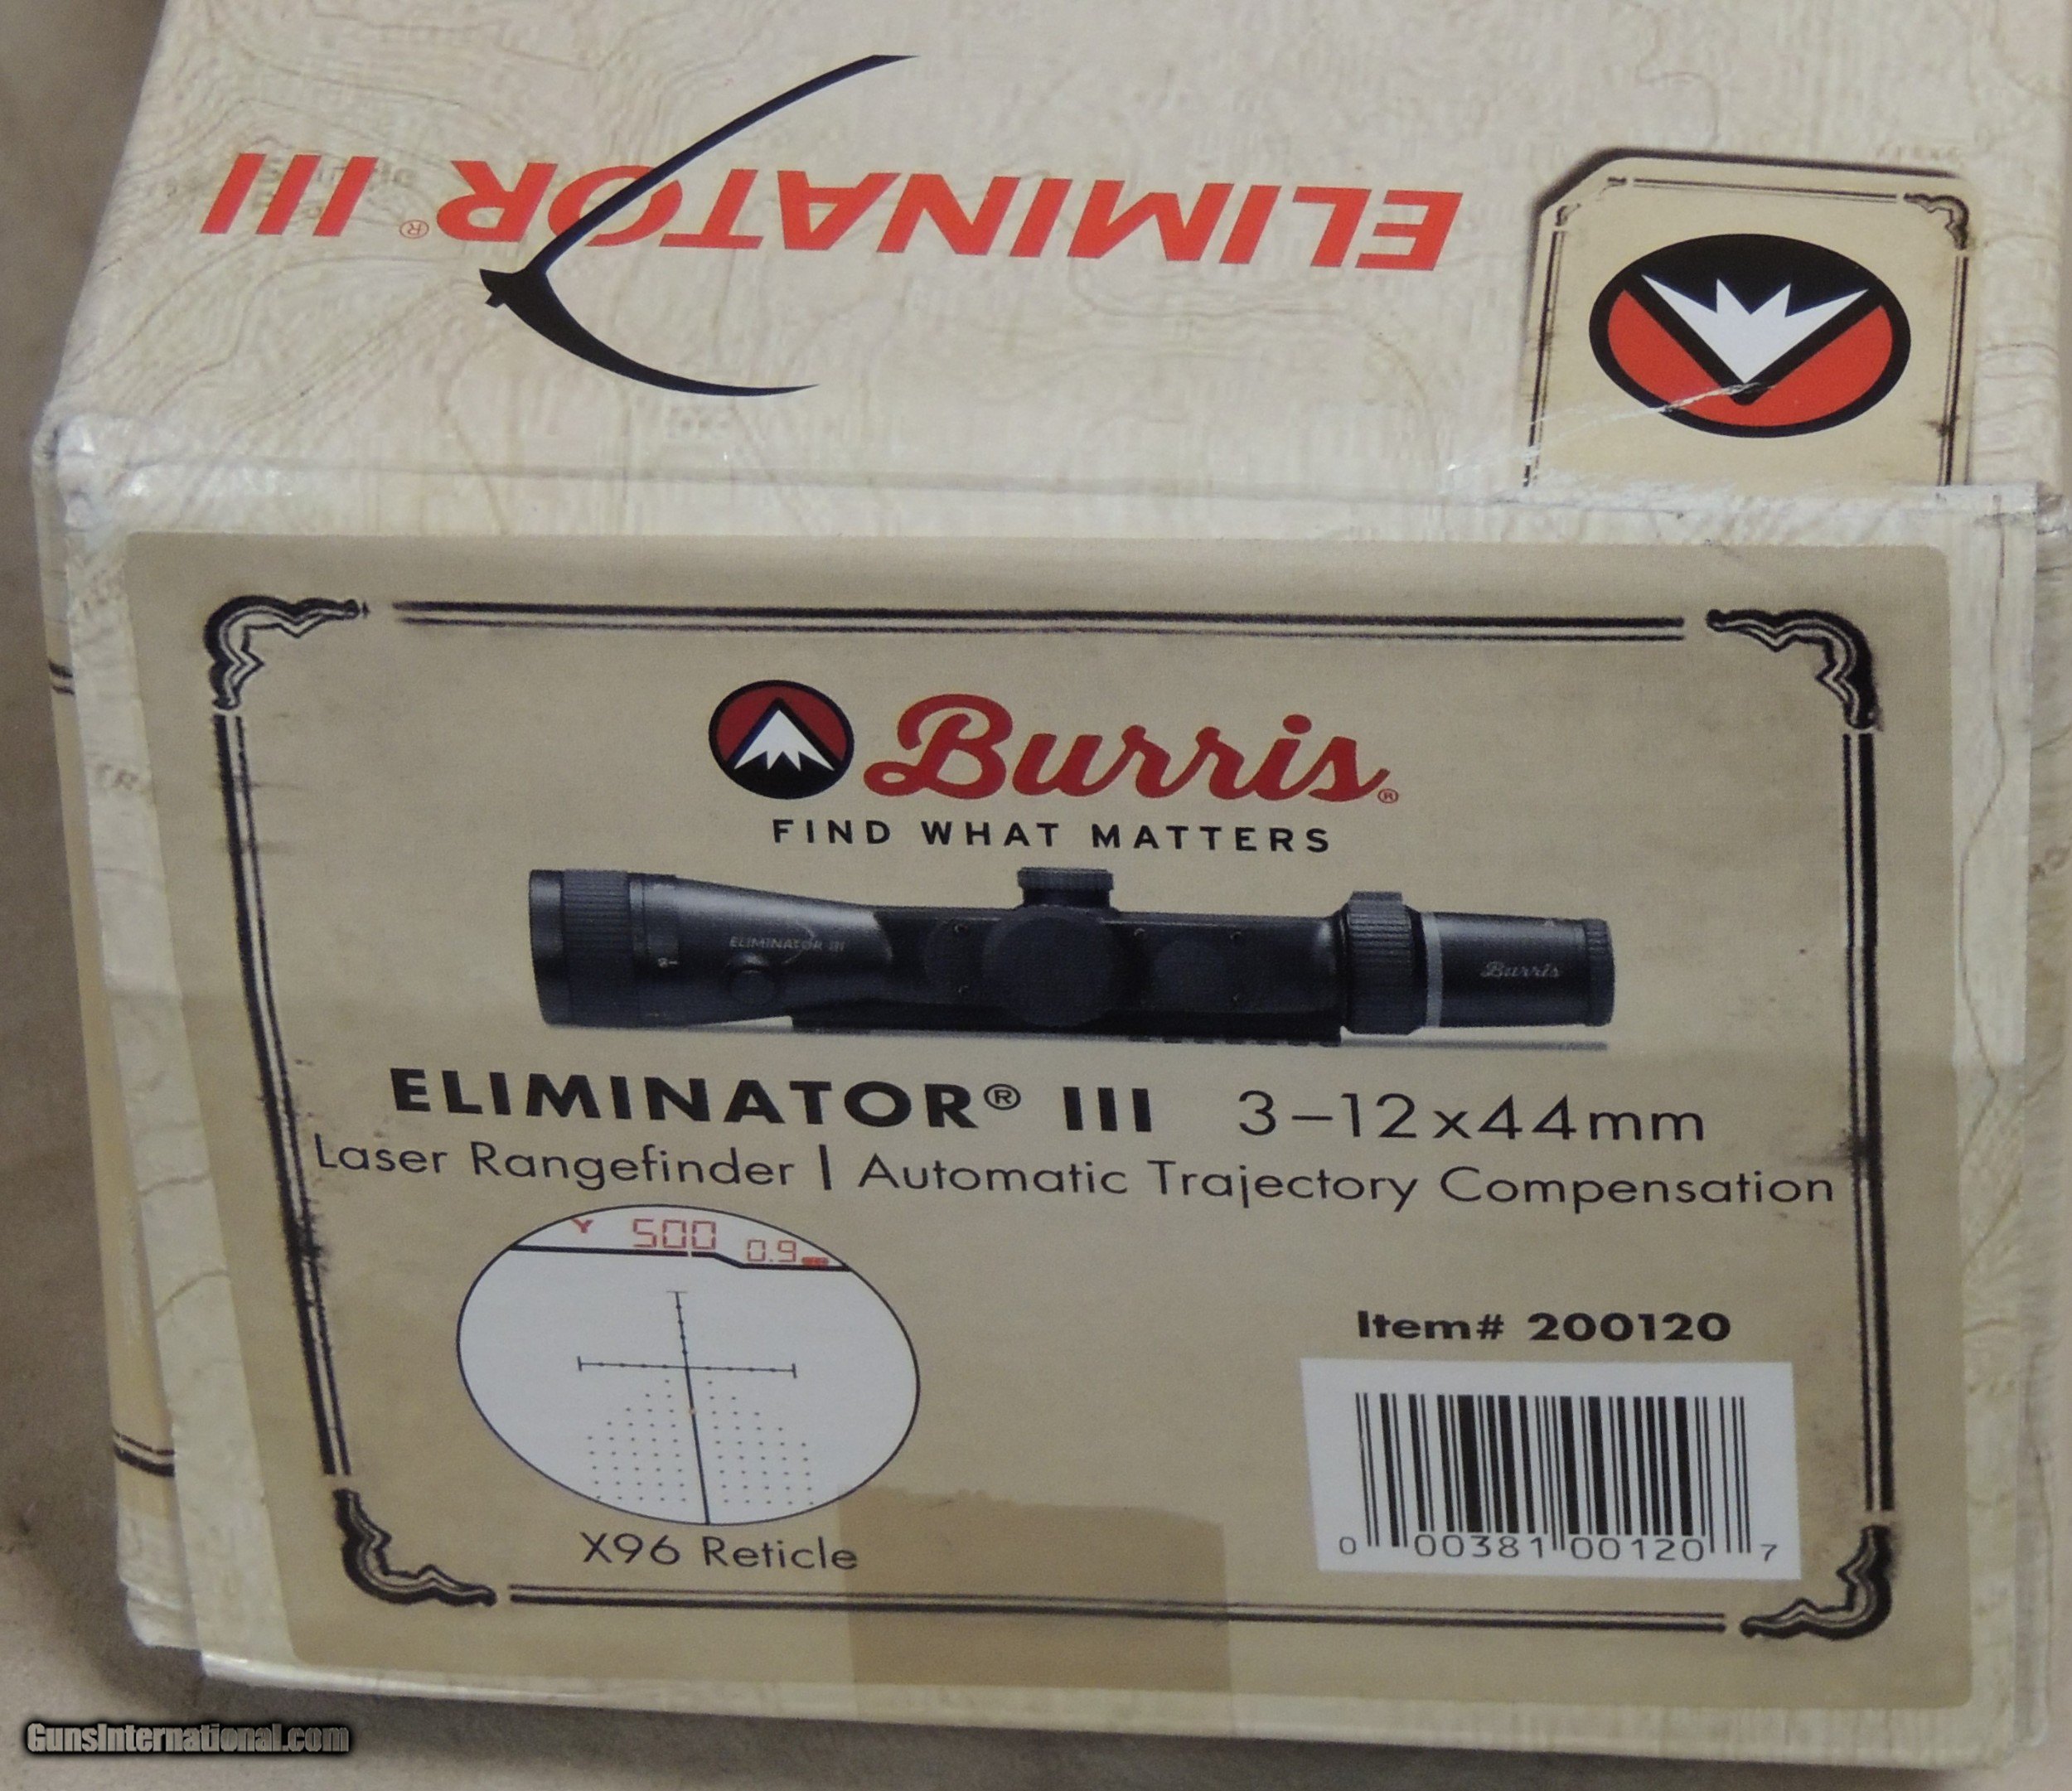 ELIMINATOR® III
Burris®
FIND WHAT MATTERS
ELIMINATOR III
Burris
ELIMINATOR® III 3-12x44mm
Laser Rangefinder | Automatic Trajectory Compensation
Y 500 0.9
X96 Reticle
Item# 200120
0 00381 00120 7
GunsInternational.com